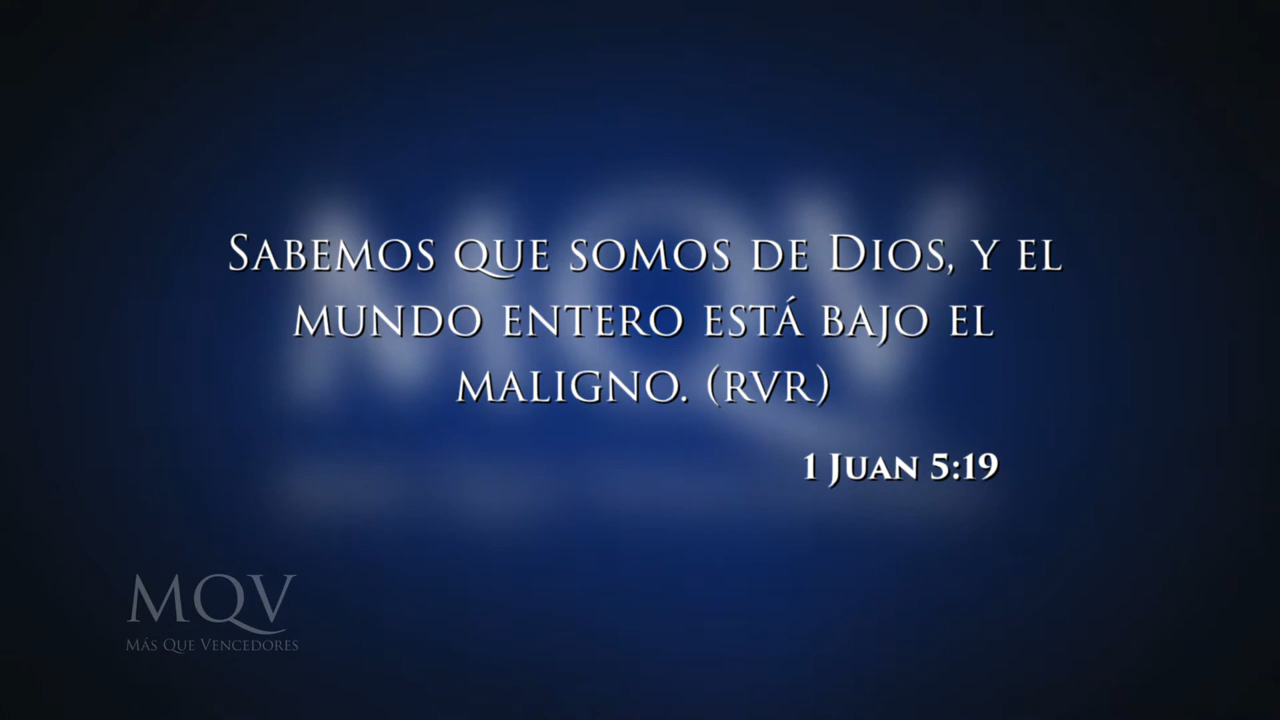 Sabemos que somos de Dios, y el
mundo entero está bajo el
maligno. (rvr)
1 Juan 5:19
MQV
Más Que Vencedores